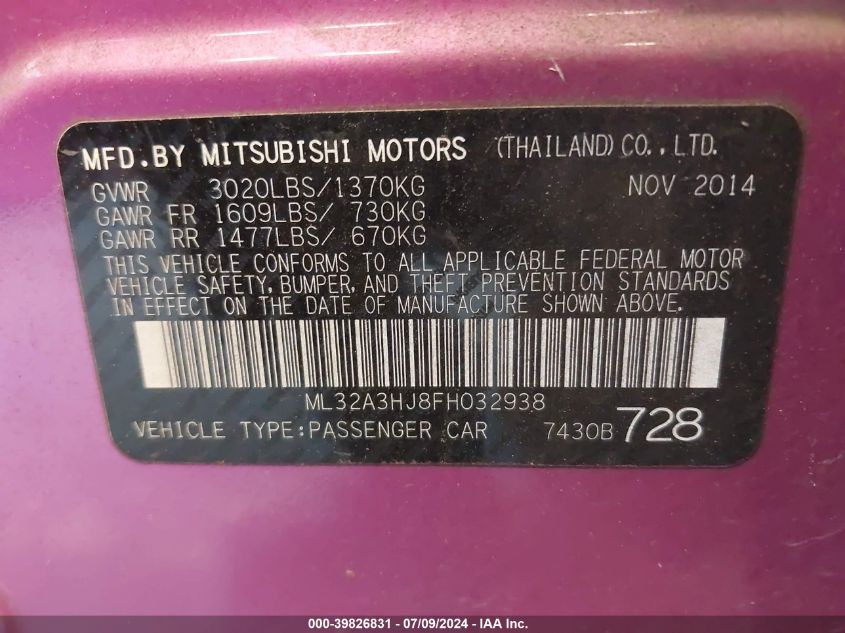 MFD.BY MITSUBISHI MOTORS (THAILAND) CO.,LTD.
GVWR 3020LBS/1370KG NOV 2014
GAWR FR 1609LBS/ 730KG
GAWR RR 1477LBS/ 670KG
THIS VEHICLE CONFORMS TO ALL APPLICABLE FEDERAL MOTOR
VEHICLE SAFETY, BUMPER, AND THEFT PREVENTION STANDARDS
IN EFFECT ON THE DATE OF MANUFACTURE SHOWN ABOVE.
ML32A3HJ8FH032938
VEHICLE TYPE:PASSENGER CAR 7430B 728
000-39826831 - 07/09/2024 - IAA Inc.